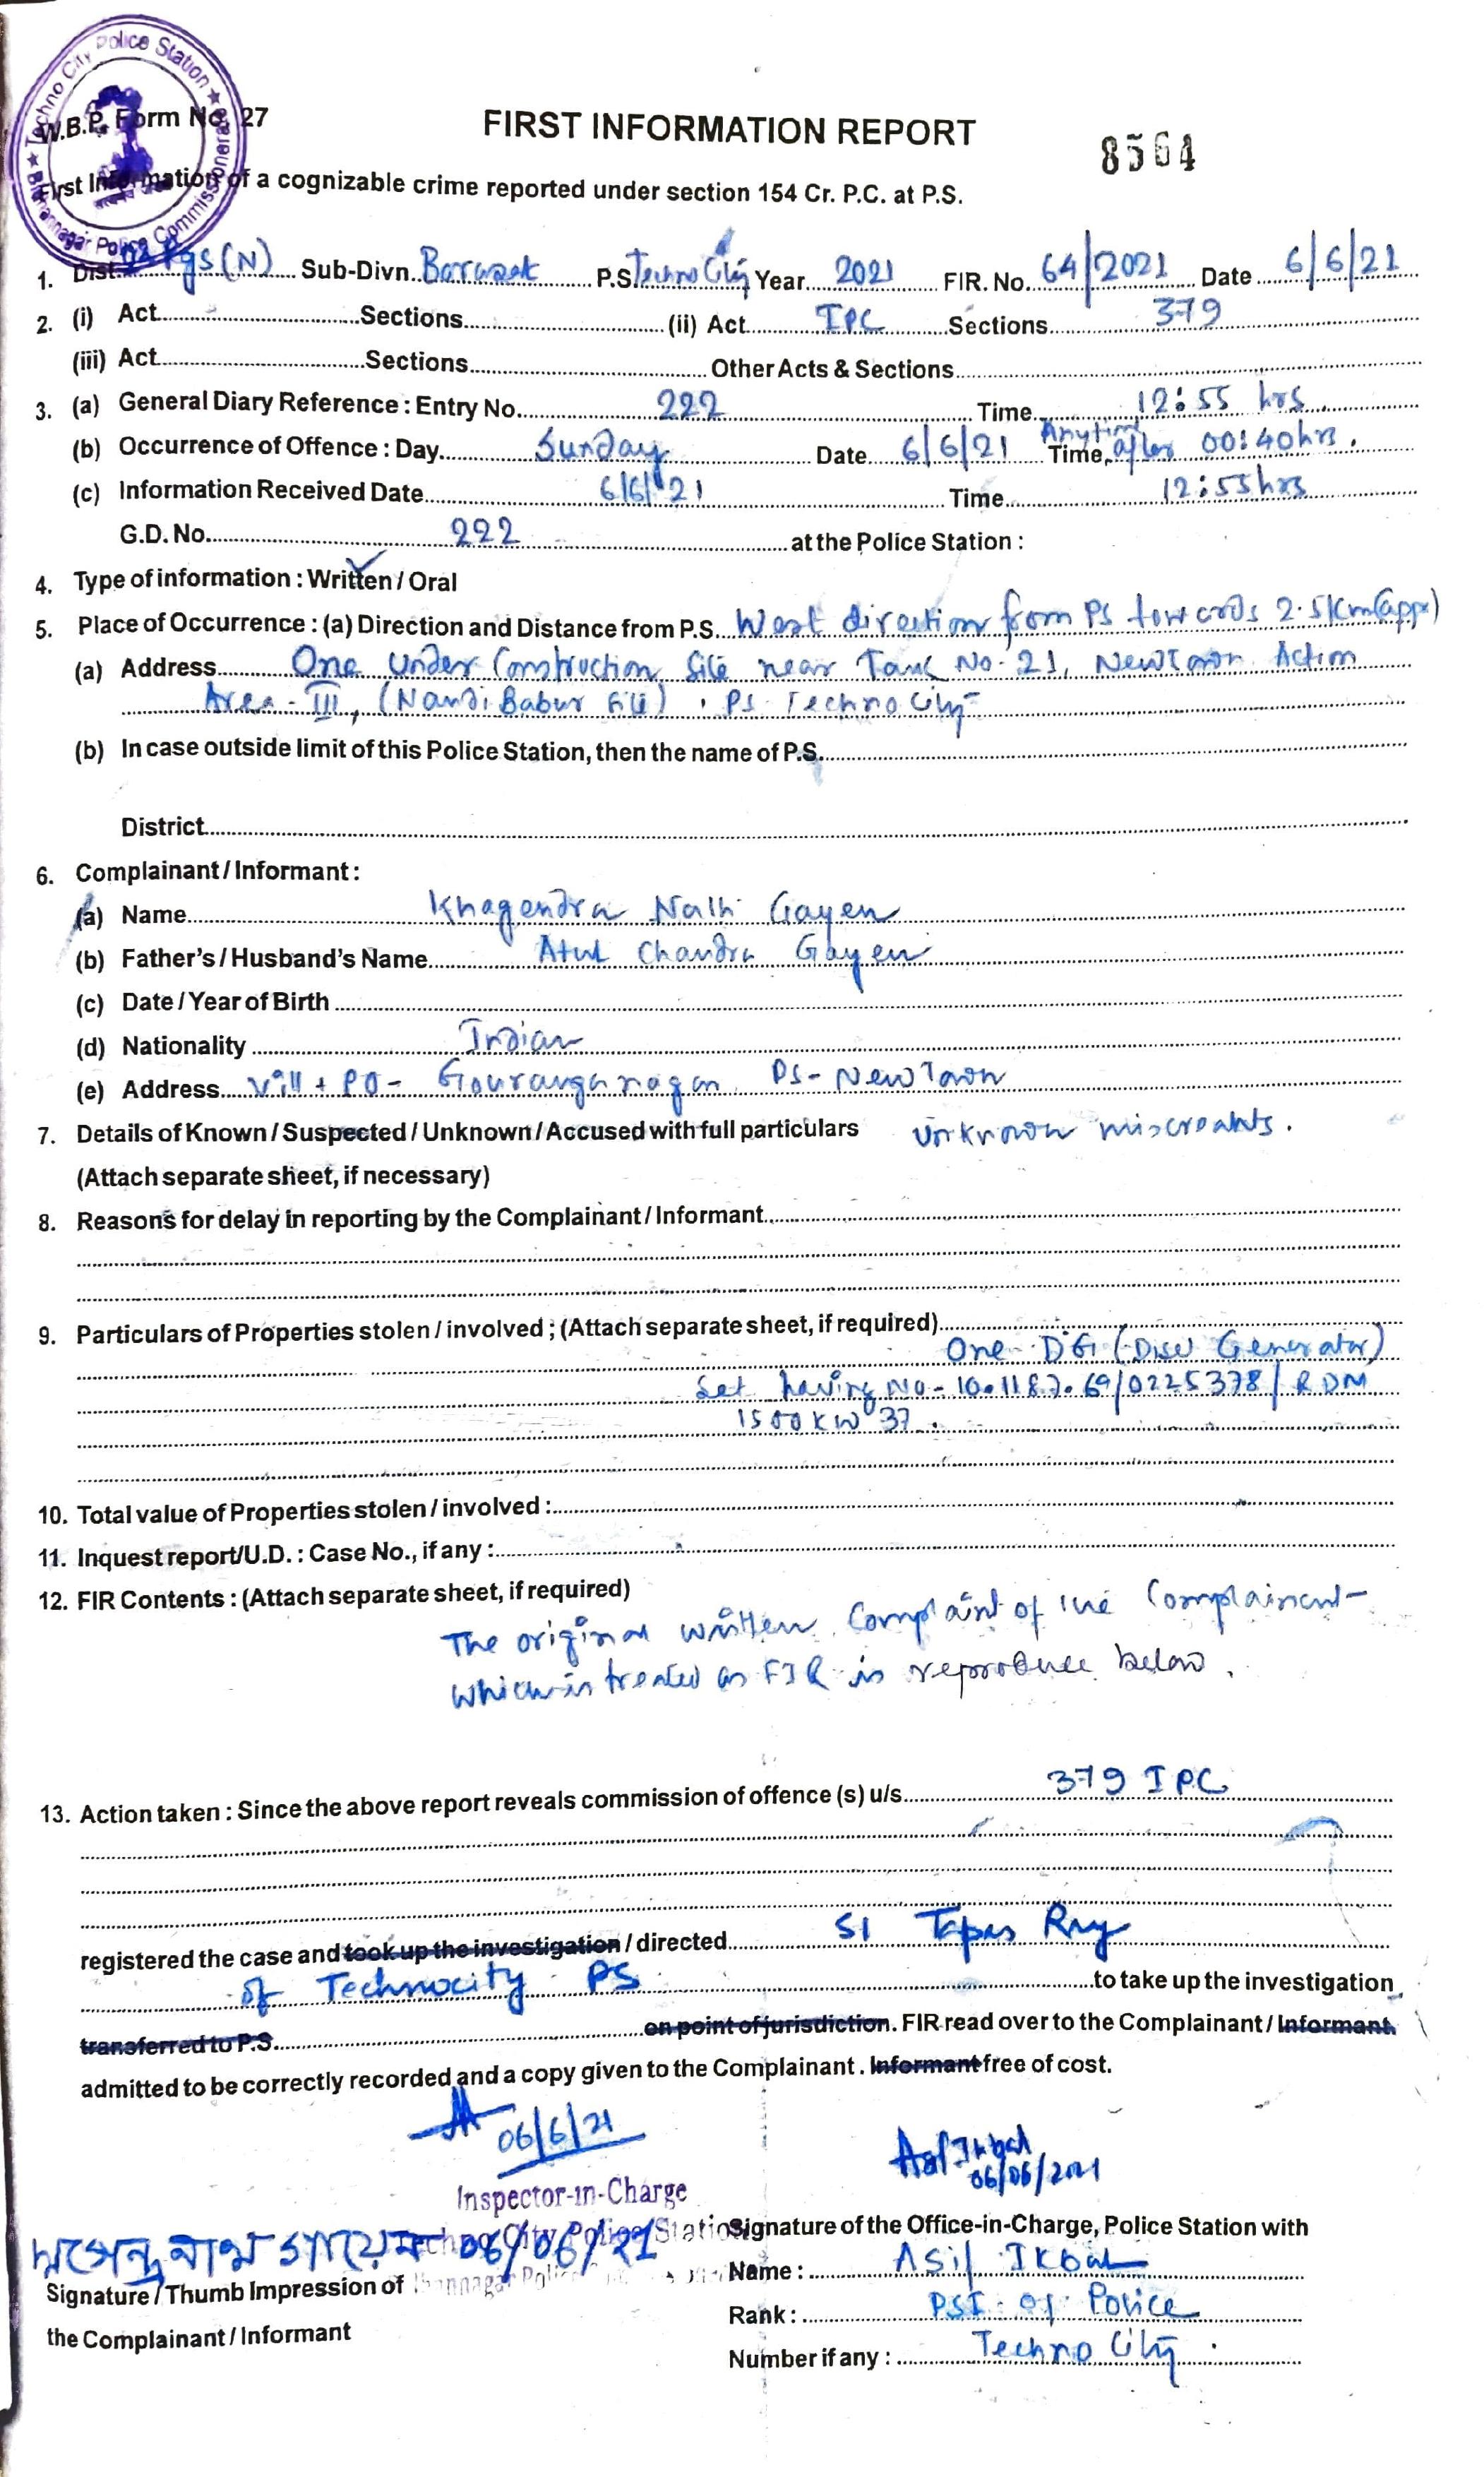 Techno City Police Station ★ Bidhannagar Police Commissionerate ★
W.B.P. Form No. 27
FIRST INFORMATION REPORT
8564
First Information of a cognizable crime reported under section 154 Cr. P.C. at P.S.
1. Dist. Pgs(N) Sub-Divn. Barasat P.S. Techno City Year 2021 FIR. No. 64/2021 Date 6/6/21
2. (i) Act Sections (ii) Act IPC Sections 379
(iii) Act Sections Other Acts & Sections
3. (a) General Diary Reference : Entry No. 222 Time 12:55 hrs
(b) Occurrence of Offence : Day Sunday Date 6/6/21 Time Anytime after 00:40 hrs.
(c) Information Received Date 6/6/21 Time 12:55 hrs
G.D. No. 222 at the Police Station :
4. Type of information : Written / Oral
5. Place of Occurrence : (a) Direction and Distance from P.S. West direction from PS towards 2.5 Km (appx)
(a) Address One Under Construction Site near Tank No-21, NewTown Action
Area-III, (Nandi Babur), PS Techno City
(b) In case outside limit of this Police Station, then the name of P.S.
District
6. Complainant / Informant :
(a) Name Khagendra Nath Gayen
(b) Father's / Husband's Name Atul Chandra Gayen
(c) Date / Year of Birth
(d) Nationality Indian
(e) Address Vill + PO - Gouranganagar PS - NewTown
7. Details of Known / Suspected / Unknown / Accused with full particulars Unknown miscreants.
(Attach separate sheet, if necessary)
8. Reasons for delay in reporting by the Complainant / Informant
9. Particulars of Properties stolen / involved ; (Attach separate sheet, if required)
One DG (Generator)
Set having No - 10.1187.69/0225378/RDM
1500 KW 37.
10. Total value of Properties stolen / involved :
11. Inquest report/U.D. : Case No., if any :
12. FIR Contents : (Attach separate sheet, if required)
The original written Complaint of the Complainant
which is treated as FIR is reproduce below.
13. Action taken : Since the above report reveals commission of offence (s) u/s 379 IPC
registered the case and took up the investigation / directed SI Tapas Roy
of Technocity PS to take up the investigation
transferred to P.S. on point of jurisdiction. FIR read over to the Complainant / Informant
admitted to be correctly recorded and a copy given to the Complainant . Informant free of cost.
06/6/21
Inspector-in-Charge
Techno City Police Station
06/06/2021
খগেন্দ্র নাথ গায়েন 06/06/21
Signature / Thumb Impression of
the Complainant / Informant
Signature of the Office-in-Charge, Police Station with
Name : Asif Ikbal
Rank : PSI of Police
Number if any : Techno City